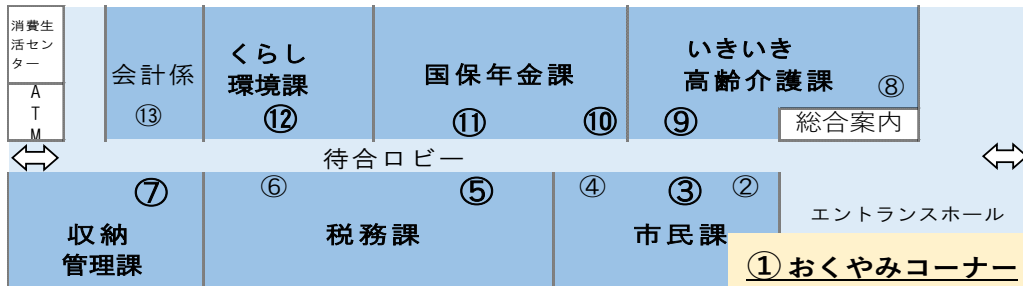 消費生
活セン
ター
A
T
M
会計係
⑬
くらし
環境課
⑫
国保年金課
⑪
⑩
いきいき
高齢介護課
⑧
⑨
総合案内
待合ロビー
⑦
収納
管理課
⑥
⑤
税務課
④
③
②
市民課
エントランスホール
①おくやみコーナー